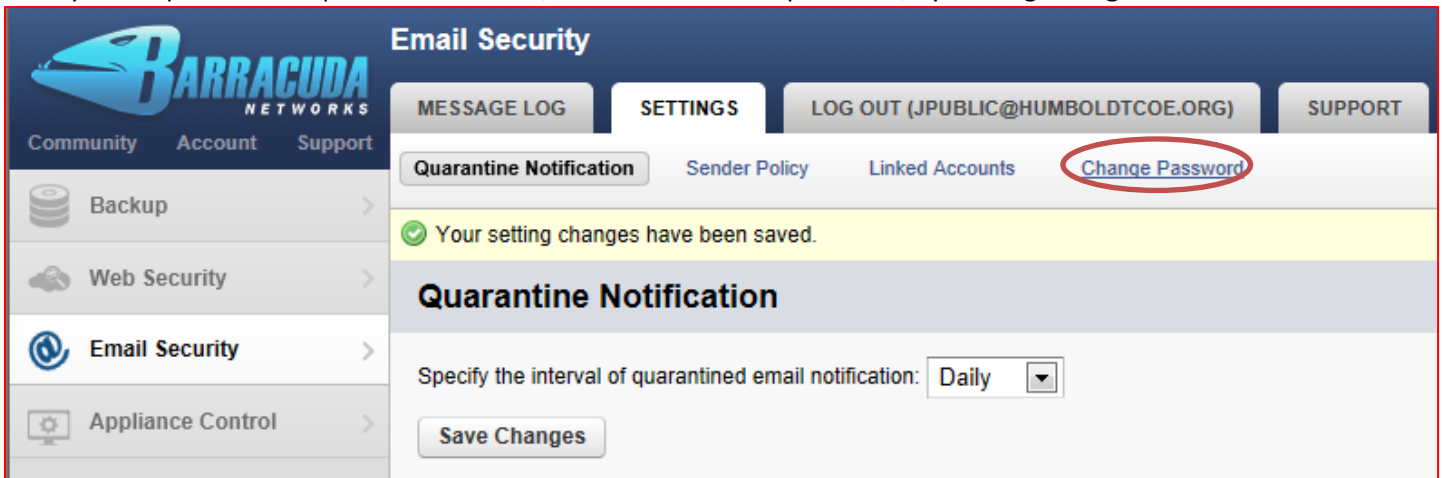 BARRACUDA
NETWORKS
Community Account Support
Backup
Web Security
Email Security
Appliance Control
Email Security
MESSAGE LOG SETTINGS LOG OUT (JPUBLIC@HUMBOLDTCOE.ORG) SUPPORT
Quarantine Notification Sender Policy Linked Accounts Change Password
Your setting changes have been saved.
Quarantine Notification
Specify the interval of quarantined email notification: Daily
Save Changes